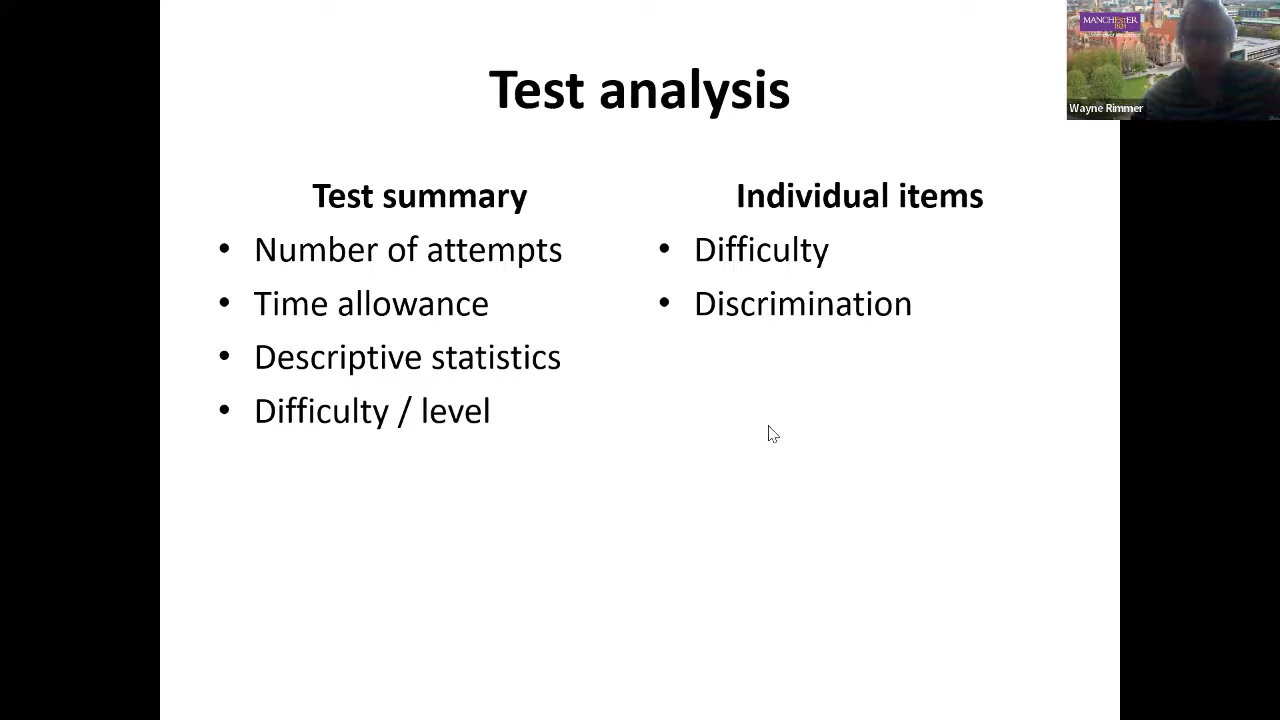 Test analysis
MANCHESTER
1824
Wayne Rimmer
Test summary
• Number of attempts
• Time allowance
• Descriptive statistics
• Difficulty / level
Individual items
• Difficulty
• Discrimination